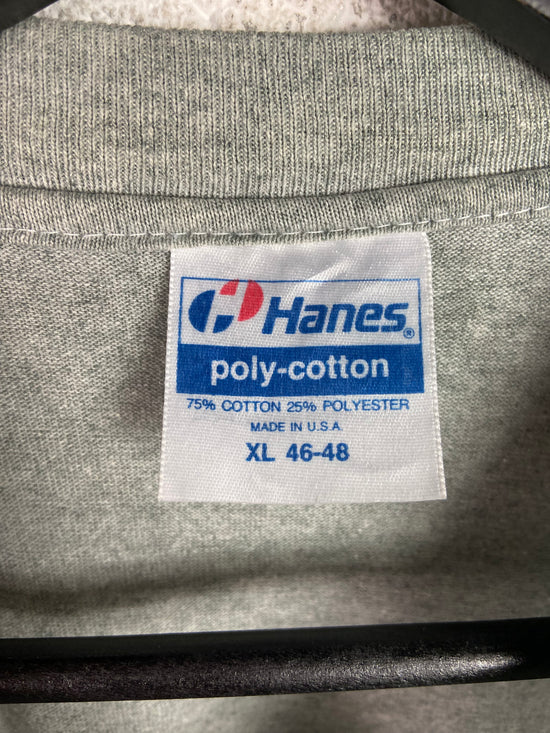 Hanes®
poly-cotton
75% COTTON 25% POLYESTER
MADE IN U.S.A.
XL 46-48